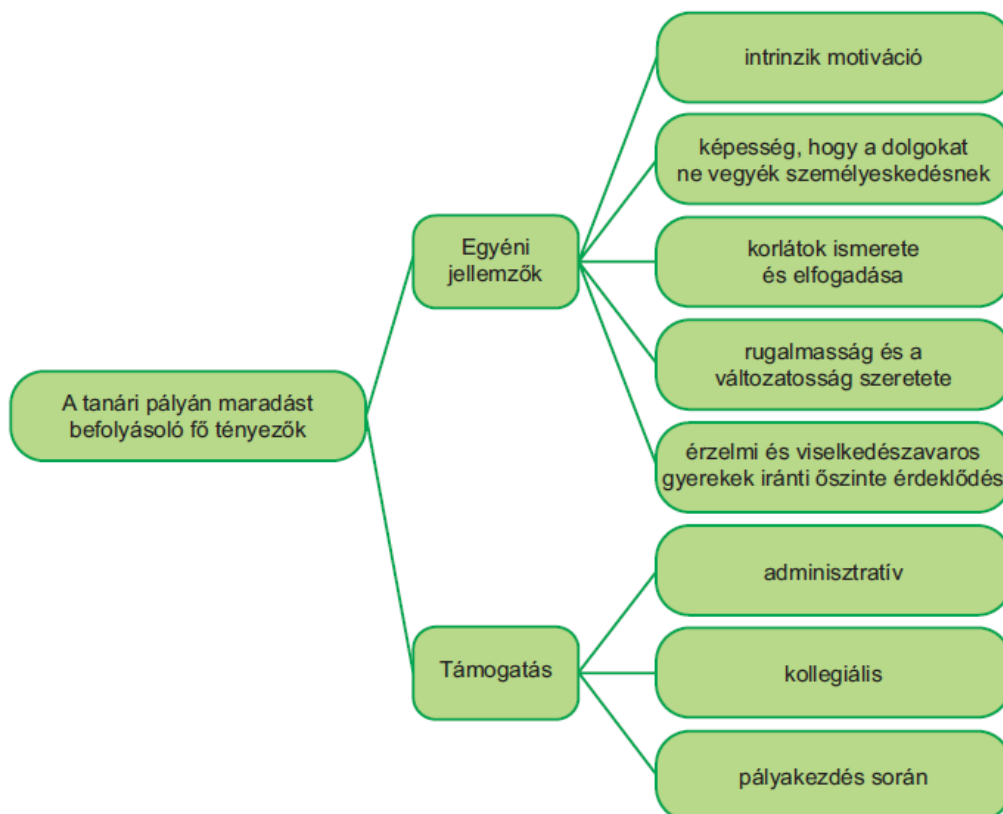 intrinzik motiváció
képesség, hogy a dolgokat
ne vegyék személyeskedésnek
Egyéni
jellemzők
korlátok ismerete
és elfogadása
rugalmasság és a
változatosság szeretete
A tanári pályán maradást
befolyásoló fő tényezők
érzelmi és viselkedészavaros
gyerekek iránti őszinte érdeklődés
adminisztratív
Támogatás
kollegiális
pályakezdés során